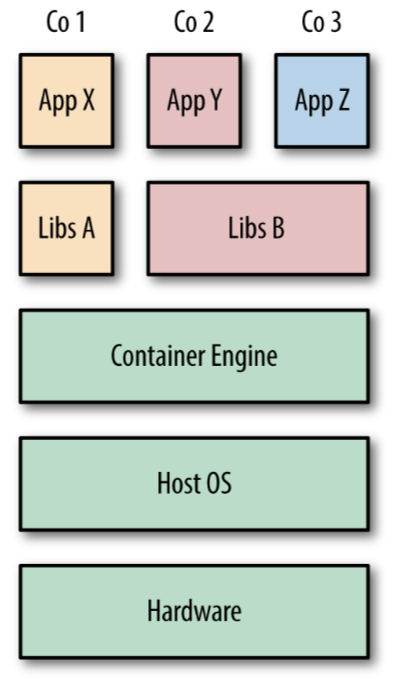 Co 1 Co 2 Co 3
App X App Y App Z
Libs A Libs B
Container Engine
Host OS
Hardware